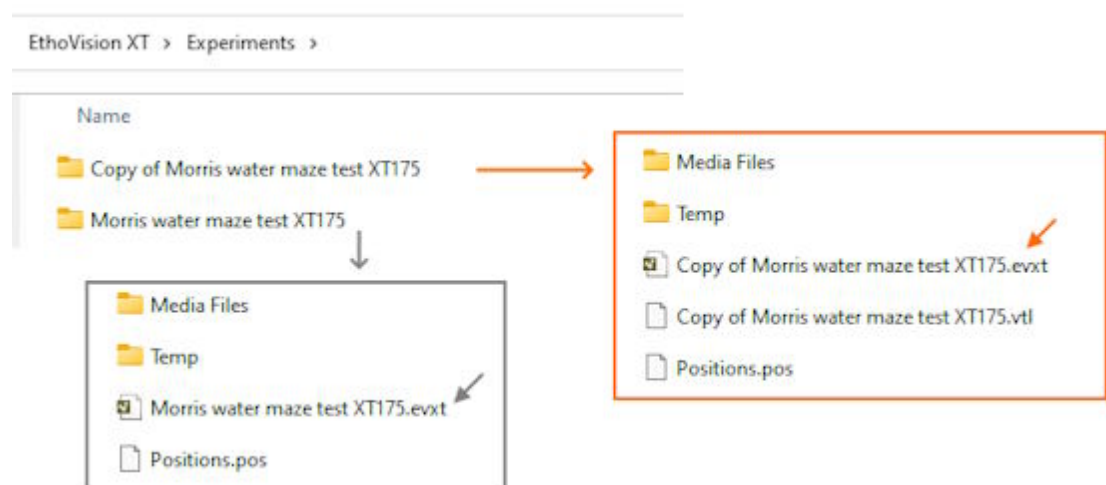 EthoVision XT > Experiments >
Name
Copy of Morris water maze test XT175
Morris water maze test XT175
Media Files
Temp
Morris water maze test XT175.evxt
Positions.pos
Media Files
Temp
Copy of Morris water maze test XT175.evxt
Copy of Morris water maze test XT175.vtl
Positions.pos